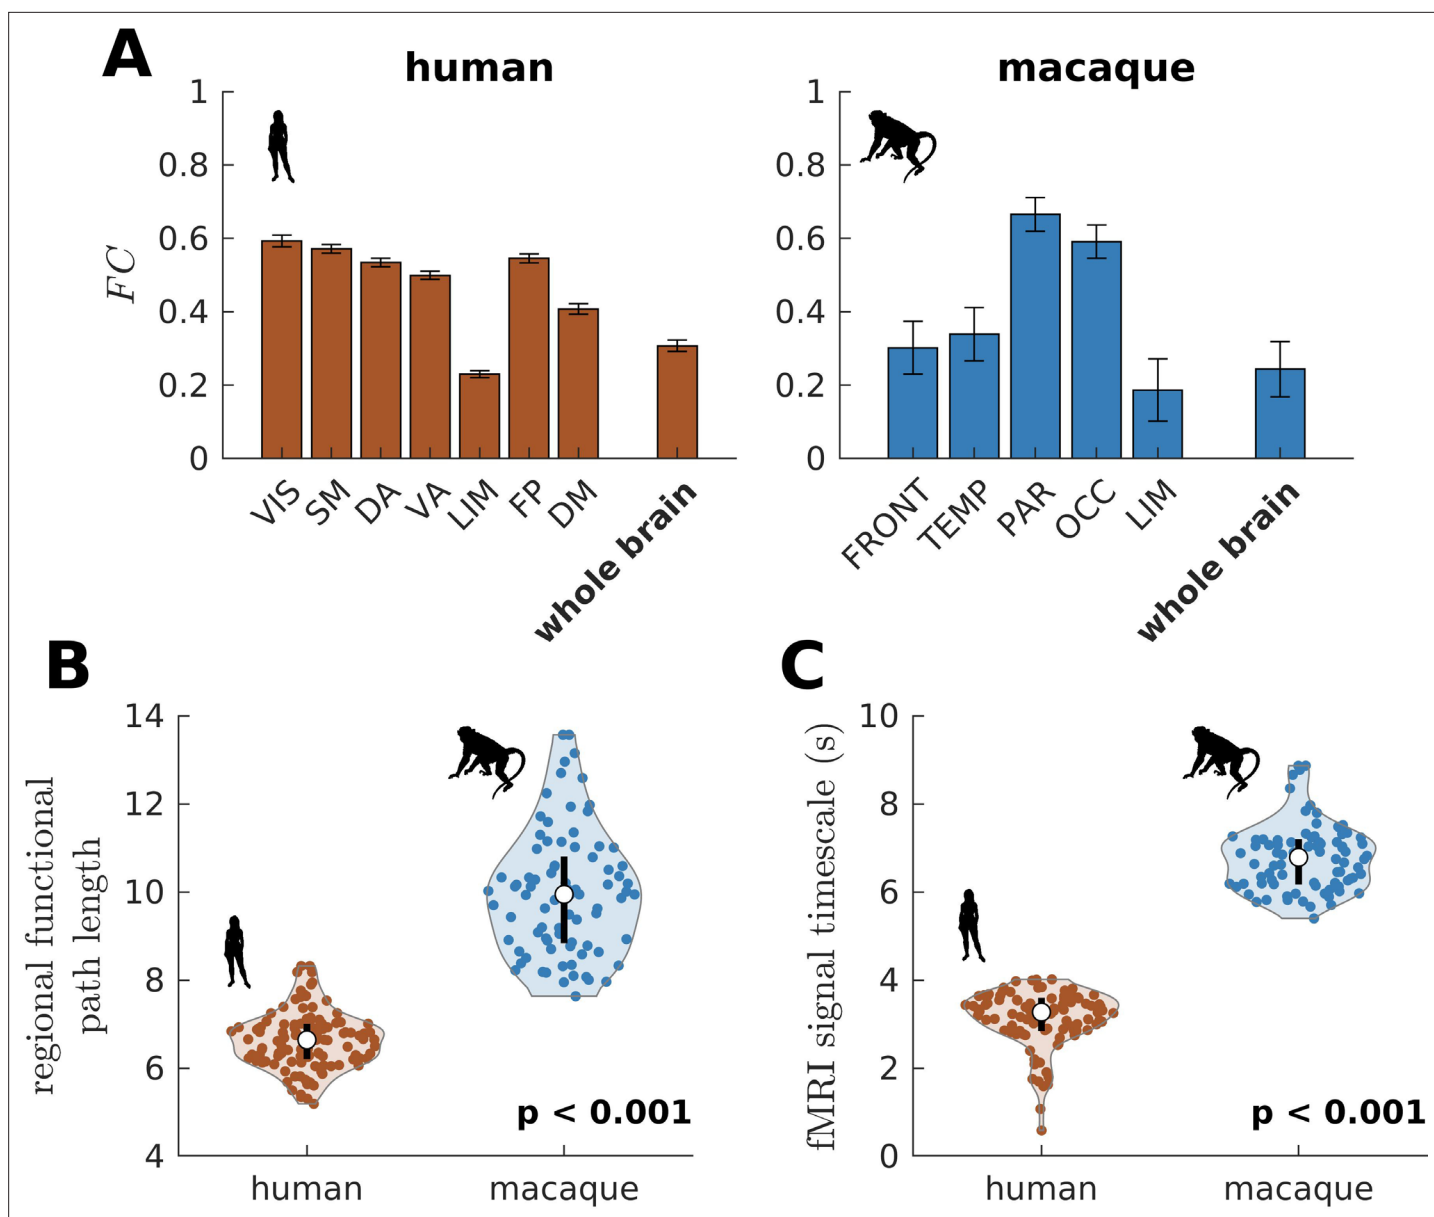 A
human
macaque
1
0.8
0.6
0.4
0.2
0
FC
VIS
SM
DA
VA
LIM
FP
DM
whole brain
1
0.8
0.6
0.4
0.2
0
FRONT
TEMP
PAR
OCC
LIM
whole brain
B
14
12
10
8
6
4
regional functional
path length
p < 0.001
human
macaque
C
10
8
6
4
2
0
fMRI signal timescale (s)
p < 0.001
human
macaque